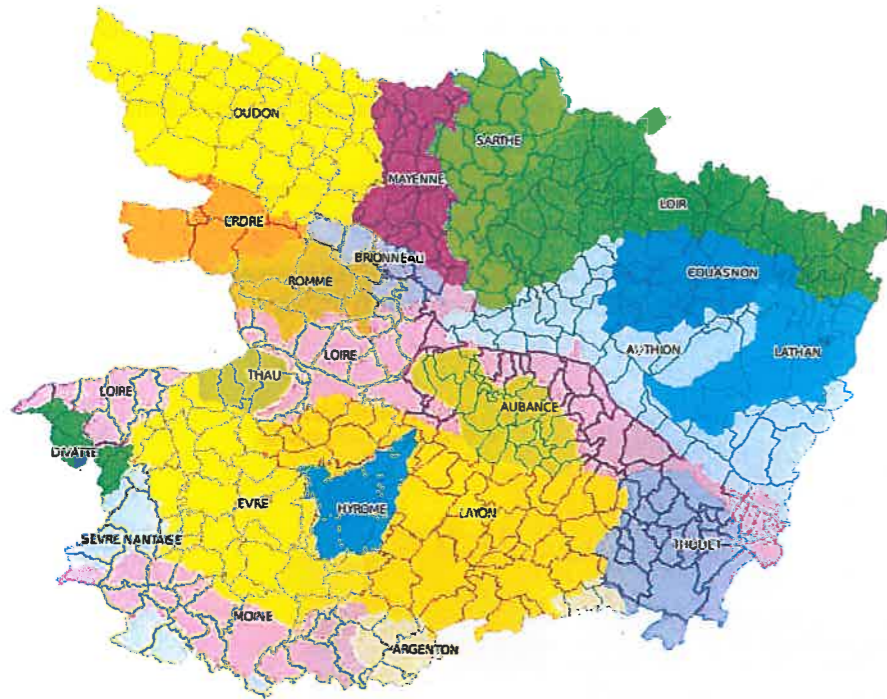 OUDON
SARTHE
MAYENNE
LOIR
ERDRE
BRIONNEAU
COUASNON
ROMME
LOIRE
AUTHION
LATHAN
THAU
LOIRE
AUBANCE
DIVATTE
EVRE
HYROME
LAYON
SEVRE NANTAISE
THOUET
MOINE
ARGENTON